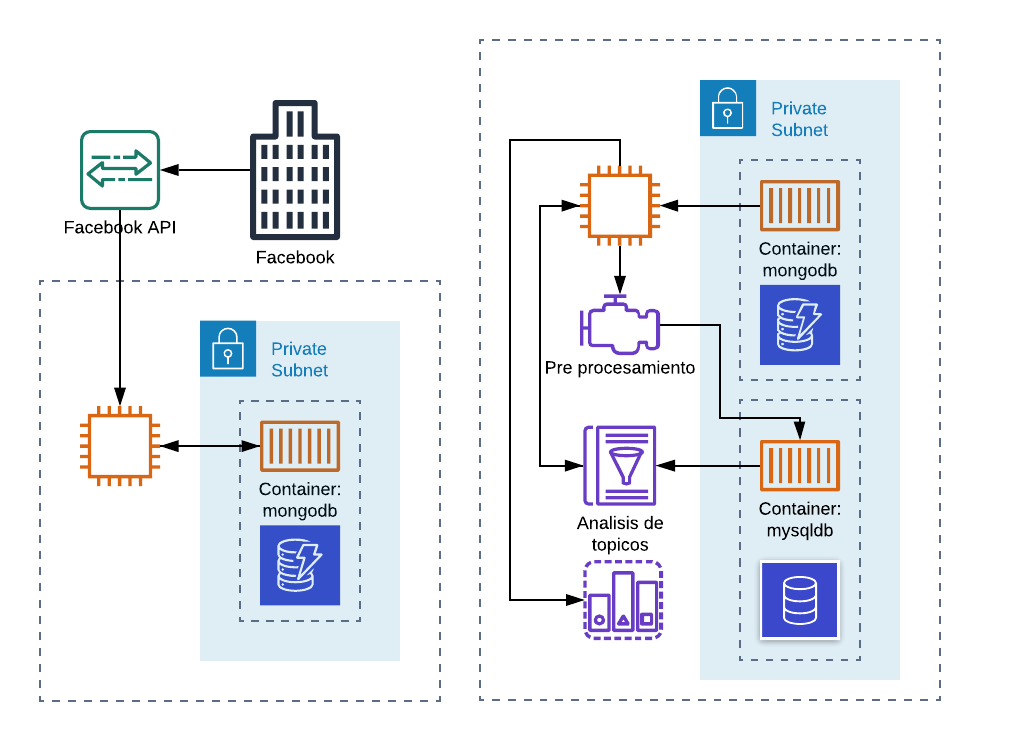 Facebook API
Facebook
Private
Subnet
Container:
mongodb
Private
Subnet
Container:
mongodb
Pre procesamiento
Analisis de
topicos
Container:
mysqldb